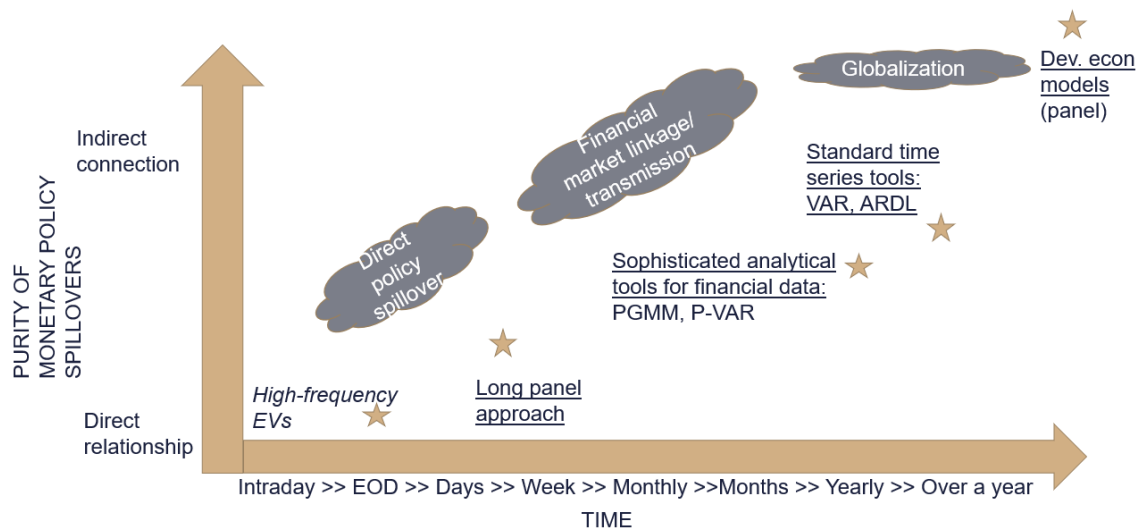 Globalization
Dev. econ
models
(panel)
Financial
market linkage/
transmission
Indirect
connection
Standard time
series tools:
VAR, ARDL
Direct
policy
spillover
Sophisticated analytical
tools for financial data:
PGMM, P-VAR
PURITY OF
MONETARY POLICY
SPILLOVERS
High-frequency
EVs
Long panel
approach
Direct
relationship
Intraday >> EOD >> Days >> Week >> Monthly >>Months >> Yearly >> Over a year
TIME